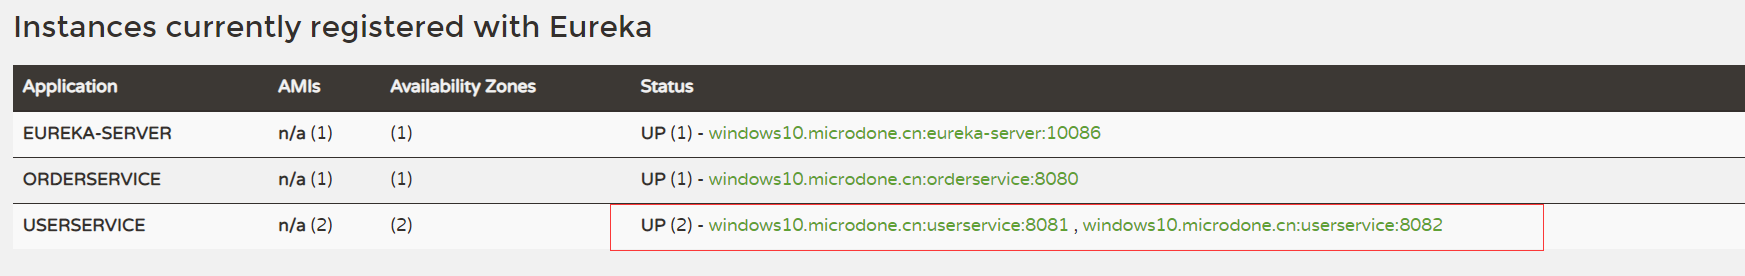 Instances currently registered with Eureka
Application AMIs Availability Zones Status
EUREKA-SERVER n/a (1) (1) UP (1) - windows10.microdone.cn:eureka-server:10086
ORDERSERVICE n/a (1) (1) UP (1) - windows10.microdone.cn:orderservice:8080
USERSERVICE n/a (2) (2) UP (2) - windows10.microdone.cn:userservice:8081 , windows10.microdone.cn:userservice:8082